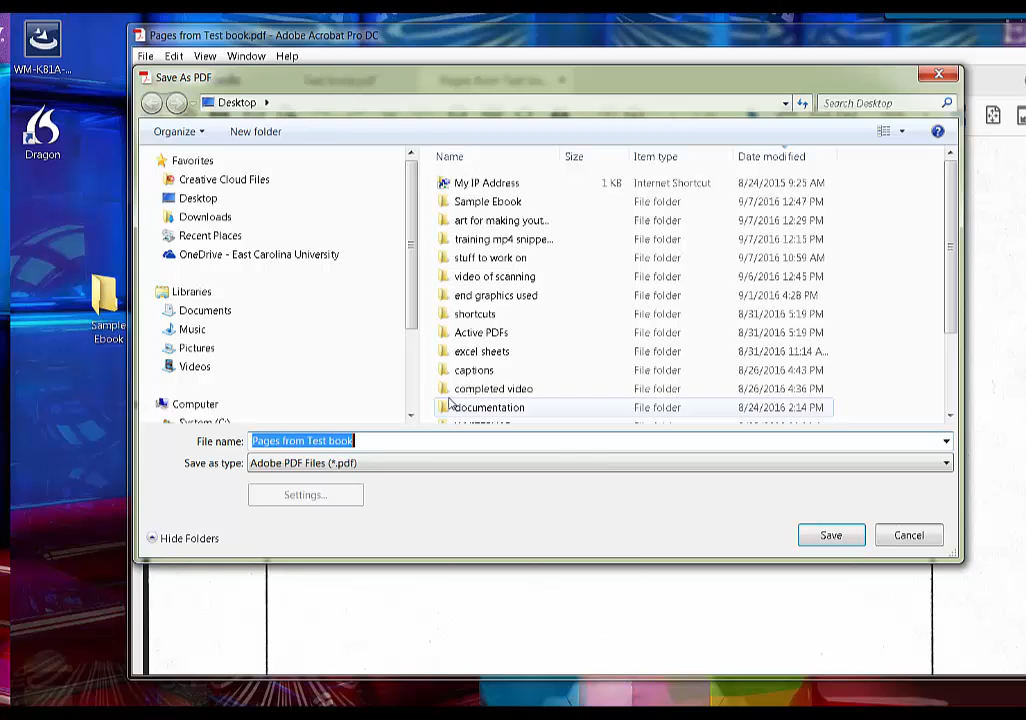 Pages from Test book.pdf - Adobe Acrobat Pro DC
File Edit View Window Help
Save As PDF
WM-KB1A-...
Desktop
Search Desktop
Organize
New folder
Dragon
Favorites
Creative Cloud Files
Desktop
Downloads
Recent Places
OneDrive - East Carolina University
Libraries
Documents
Music
Pictures
Videos
Computer
System (C:)
Name Size Item type Date modified
My IP Address 1 KB Internet Shortcut 8/24/2015 9:25 AM
Sample Ebook File folder 9/7/2016 12:47 PM
art for making yout... File folder 9/7/2016 12:29 PM
training mp4 snippe... File folder 9/7/2016 12:15 PM
stuff to work on File folder 9/7/2016 10:59 AM
video of scanning File folder 9/6/2016 12:45 PM
end graphics used File folder 9/1/2016 4:28 PM
shortcuts File folder 8/31/2016 5:19 PM
Active PDFs File folder 8/31/2016 5:19 PM
excel sheets File folder 8/31/2016 11:14 A...
captions File folder 8/26/2016 4:43 PM
completed video File folder 8/26/2016 4:36 PM
documentation File folder 8/24/2016 2:14 PM
Sample
Ebook
File name: Pages from Test book
Save as type: Adobe PDF Files (*.pdf)
Settings...
Hide Folders
Save
Cancel